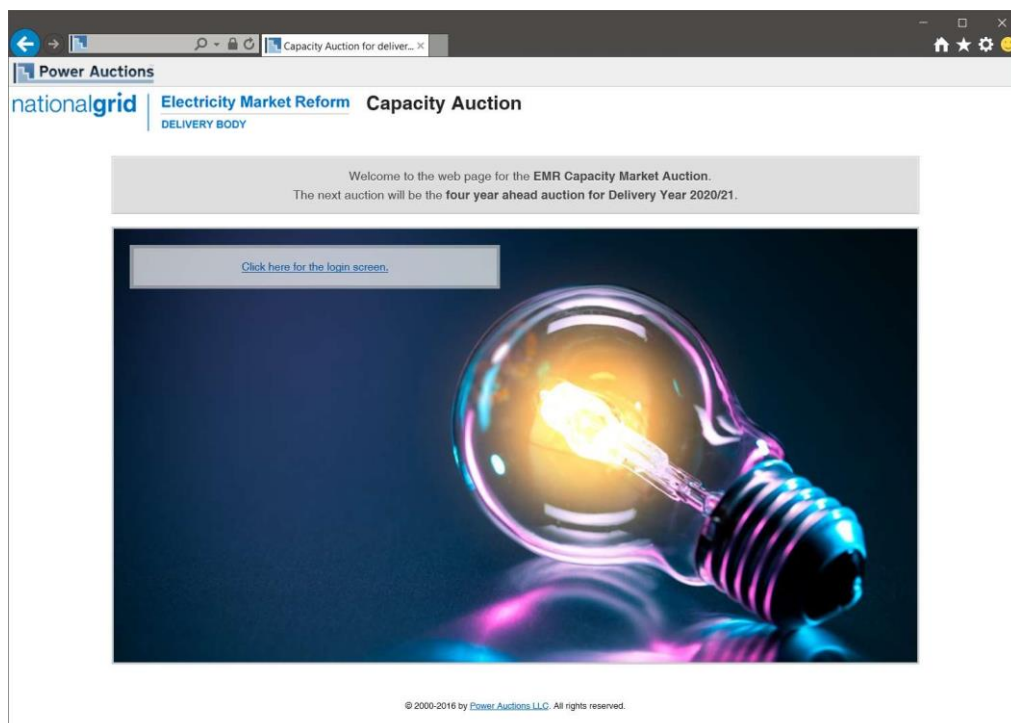 Capacity Auction for deliver...
Power Auctions
nationalgrid
Electricity Market Reform
DELIVERY BODY
Capacity Auction
Welcome to the web page for the EMR Capacity Market Auction.
The next auction will be the four year ahead auction for Delivery Year 2020/21.
Click here for the login screen.
© 2000-2016 by Power Auctions LLC. All rights reserved.